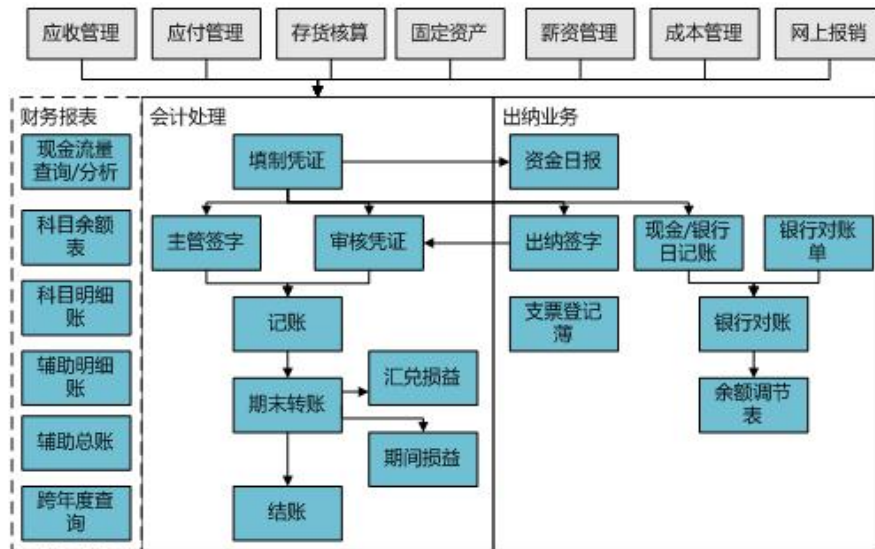 应收管理
应付管理
存货核算
固定资产
薪资管理
成本管理
网上报销
财务报表
现金流量
查询/分析
科目余额
表
科目明细
账
辅助明细
账
辅助总账
跨年度查
询
会计处理
填制凭证
主管签字
审核凭证
记账
期末转账
汇兑损益
期间损益
结账
出纳业务
资金日报
出纳签字
现金/银行
日记账
银行对账
单
支票登记
薄
银行对账
余额调节
表